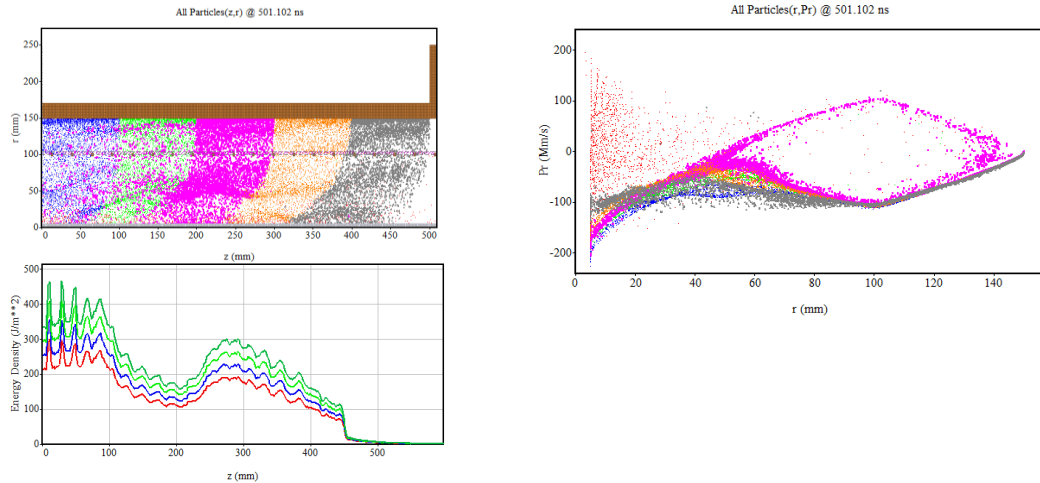 All Particles(z,r) @ 501.102 ns
250
200
150
100
50
0
r (mm)
0 50 100 150 200 250 300 350 400 450 500
z (mm)
500
400
300
200
100
0
Energy Density (J/m**2)
0 100 200 300 400 500
z (mm)
All Particles(r,Pr) @ 501.102 ns
200
100
0
-100
-200
Pr (Mm/s)
20 40 60 80 100 120 140
r (mm)